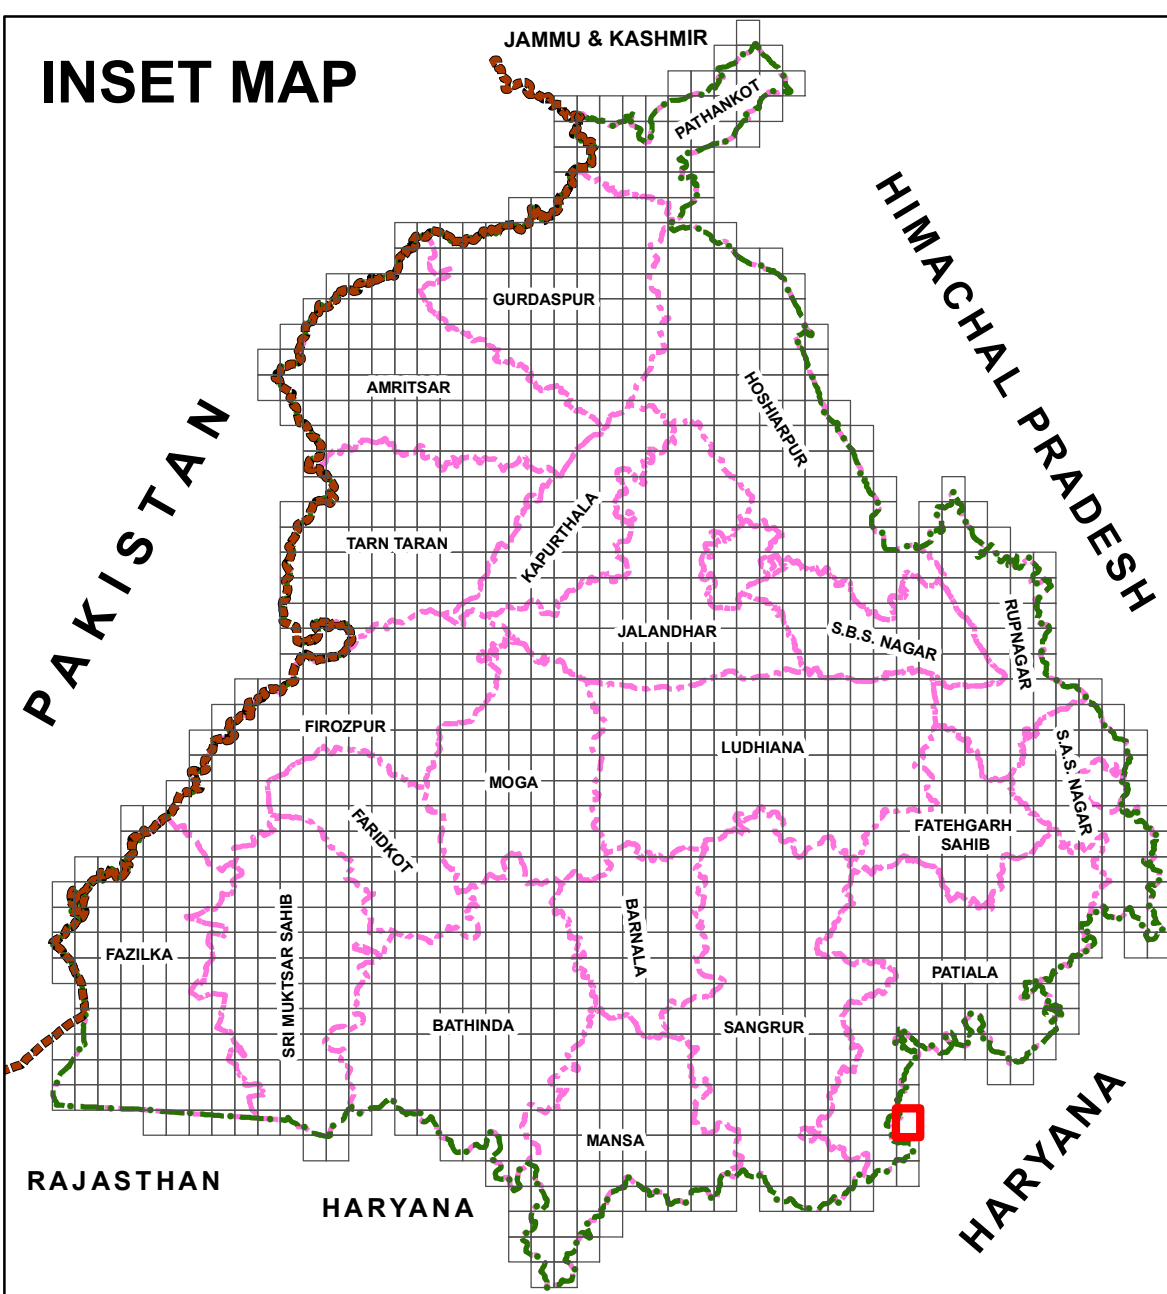 JAMMU & KASHMIR
INSET MAP
PATHANKOT
HIMACHAL PRADESH
GURDASPUR
AMRITSAR
HOSHIARPUR
PAKISTAN
KAPURTHALA
TARN TARAN
JALANDHAR
S.B.S. NAGAR
RUPNAGAR
FIROZPUR
LUDHIANA
S.A.S. NAGAR
MOGA
FARIDKOT
FATEHGARH
SAHIB
BARNALA
SRI MUKTSAR SAHIB
FAZILKA
PATIALA
BATHINDA
SANGRUR
MANSA
HARYANA
RAJASTHAN
HARYANA